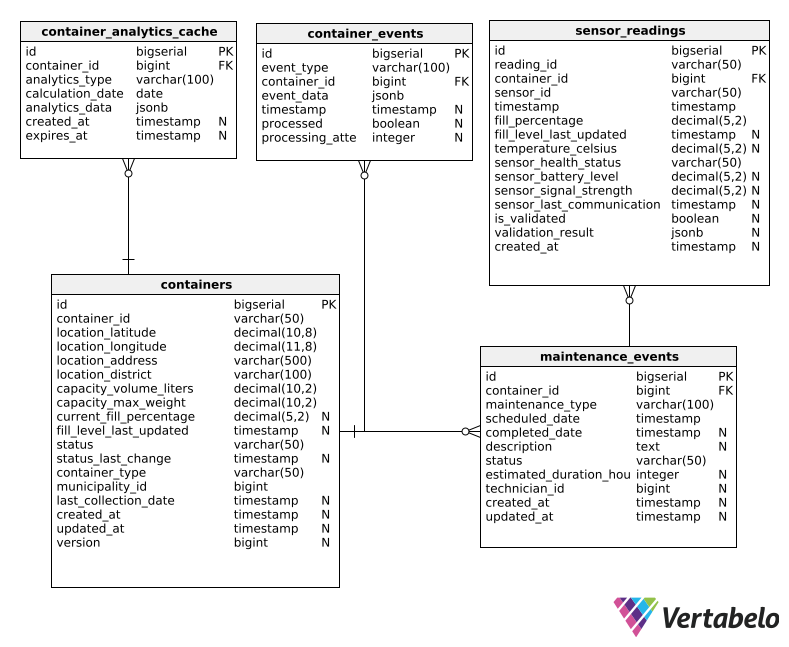 container_analytics_cache
id bigserial PK
container_id bigint FK
analytics_type varchar(100)
calculation_date date
analytics_data jsonb
created_at timestamp N
expires_at timestamp N
container_events
id bigserial PK
event_type varchar(100)
container_id bigint FK
event_data jsonb
timestamp timestamp N
processed boolean N
processing_atte integer N
sensor_readings
id bigserial PK
reading_id varchar(50)
container_id bigint FK
sensor_id varchar(50)
timestamp timestamp
fill_percentage decimal(5,2)
fill_level_last_updated timestamp N
temperature_celsius decimal(5,2) N
sensor_health_status varchar(50)
sensor_battery_level decimal(5,2) N
sensor_signal_strength decimal(5,2) N
sensor_last_communication timestamp N
is_validated boolean N
validation_result jsonb N
created_at timestamp N
containers
id bigserial PK
container_id varchar(50)
location_latitude decimal(10,8)
location_longitude decimal(11,8)
location_address varchar(500)
location_district varchar(100)
capacity_volume_liters decimal(10,2)
capacity_max_weight decimal(10,2)
current_fill_percentage decimal(5,2) N
fill_level_last_updated timestamp N
status varchar(50)
status_last_change timestamp N
container_type varchar(50)
municipality_id bigint
last_collection_date timestamp N
created_at timestamp N
updated_at timestamp N
version bigint N
maintenance_events
id bigserial PK
container_id bigint FK
maintenance_type varchar(100)
scheduled_date timestamp
completed_date timestamp N
description text N
status varchar(50)
estimated_duration_hou integer N
technician_id bigint N
created_at timestamp N
updated_at timestamp N
Vertabelo